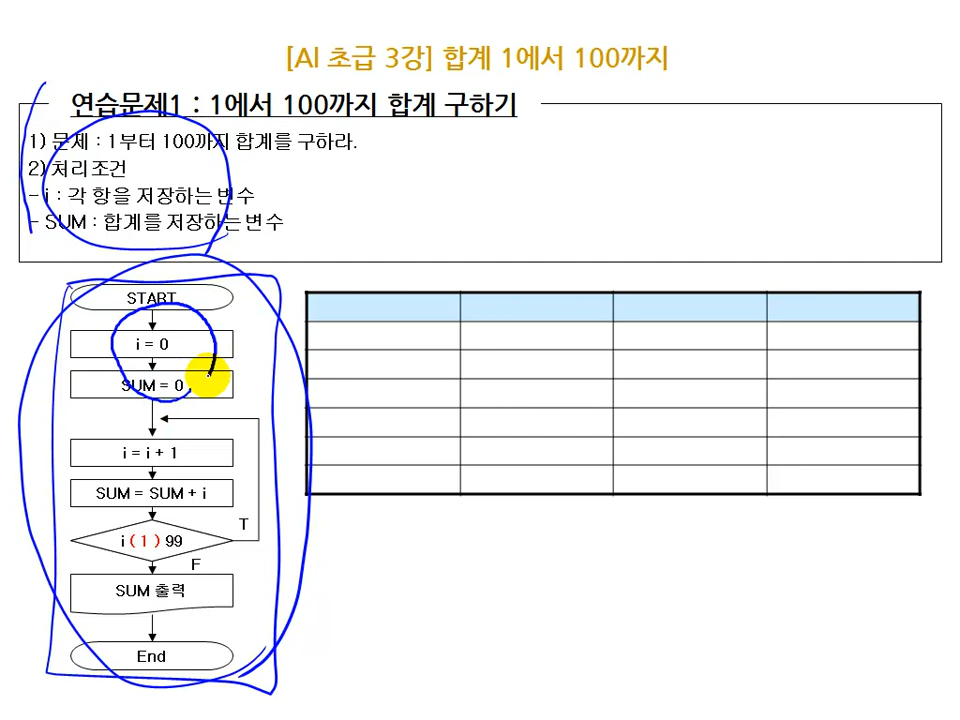 [AI 초급 3강] 합계 1에서 100까지
연습문제1 : 1에서 100까지 합계 구하기
1) 문제 : 1부터 100까지 합계를 구하라.
2) 처리조건
- i : 각 항을 저장하는 변수
- SUM : 합계를 저장하는 변수
START
i = 0
SUM = 0
i = i + 1
SUM = SUM + i
T
i ( 1 ) 99
F
SUM 출력
End